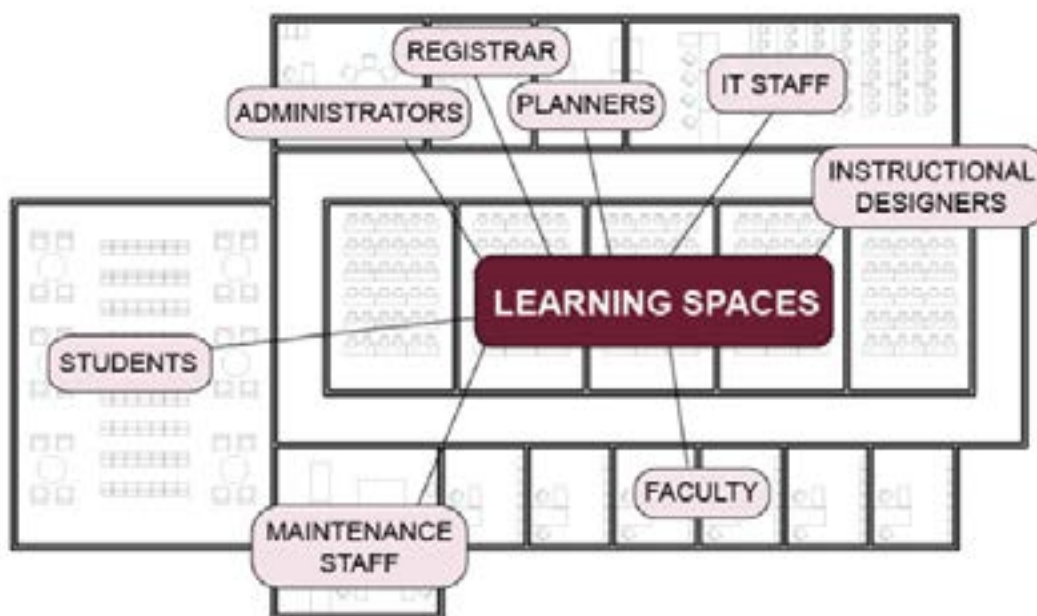 REGISTRAR
IT STAFF
ADMINISTRATORS
PLANNERS
INSTRUCTIONAL
DESIGNERS
LEARNING SPACES
STUDENTS
FACULTY
MAINTENANCE
STAFF